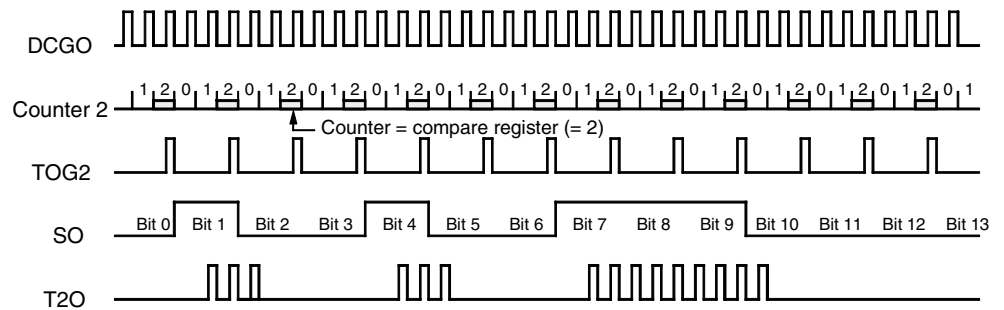 DCGO
1 2 0 1 2 0 1 2 0 1 2 0 1 2 0 1 2 0 1 2 0 1 2 0 1 2 0 1 2 0 1 2 0 1 2 0 1 2 0 1
Counter 2
Counter = compare register (= 2)
TOG2
SO
Bit 0 Bit 1 Bit 2 Bit 3 Bit 4 Bit 5 Bit 6 Bit 7 Bit 8 Bit 9 Bit 10 Bit 11 Bit 12 Bit 13
T2O